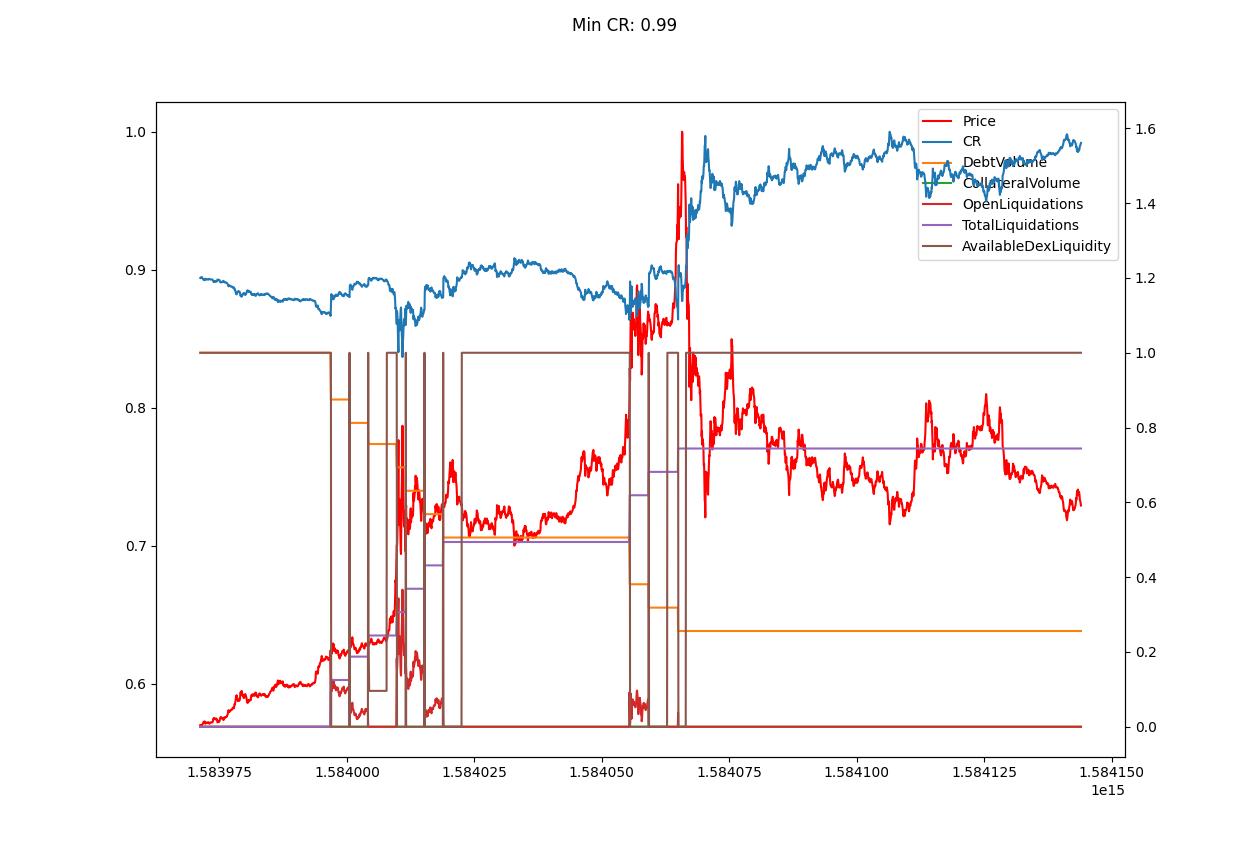 Min CR: 0.99
1.0
0.9
0.8
0.7
0.6
1.6
1.4
1.2
1.0
0.8
0.6
0.4
0.2
0.0
Price
CR
DebtVolume
CollateralVolume
OpenLiquidations
TotalLiquidations
AvailableDexLiquidity
1.583975 1.584000 1.584025 1.584050 1.584075 1.584100 1.584125 1.584150
1e15